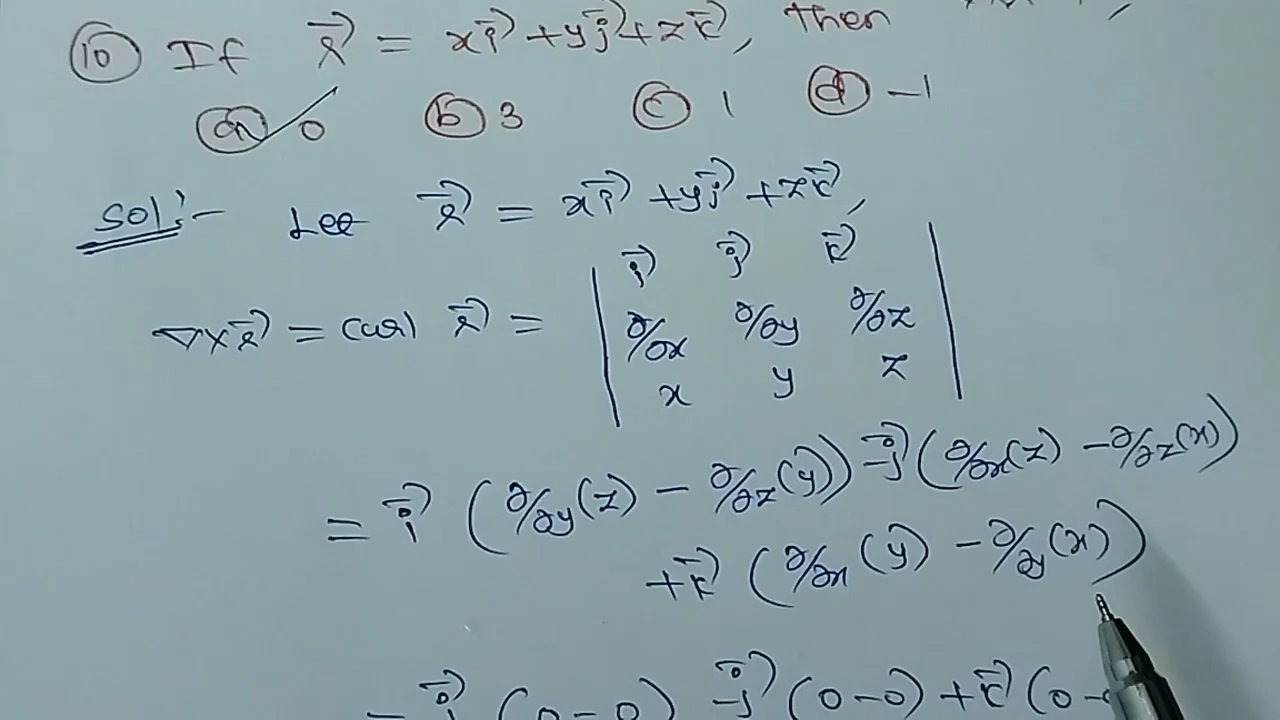 (10) If r⃗ = xi⃗ + yj⃗ + zk⃗, then
(a) 0 (b) 3 (c) 1 (d) -1
Sol:- Let r⃗ = xi⃗ + yj⃗ + zk⃗,
∇×r⃗ = curl r⃗ = | i⃗ j⃗ k⃗ |
| ∂/∂x ∂/∂y ∂/∂z |
| x y z |
= i⃗ (∂/∂y(z) - ∂/∂z(y)) - j⃗ (∂/∂x(z) - ∂/∂z(x))
+ k⃗ (∂/∂x(y) - ∂/∂y(x))
= i⃗ (0-0) - j⃗ (0-0) + k⃗ (0-